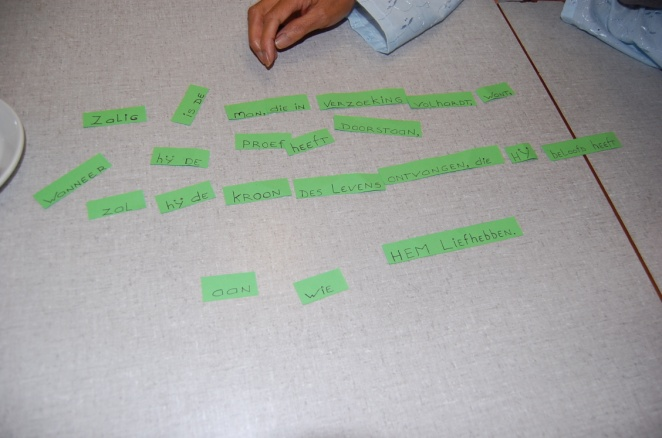 ZALIG is DE man, die in VERZOEKING VOLHARDT, WANT,
WANNEER hij DE PROEF heeft DOORSTAAN,
ZAL hij de KROON DES LEVENS ONTVANGEN, die HIJ beloofd heeft
AAN WIE HEM Liefhebben.